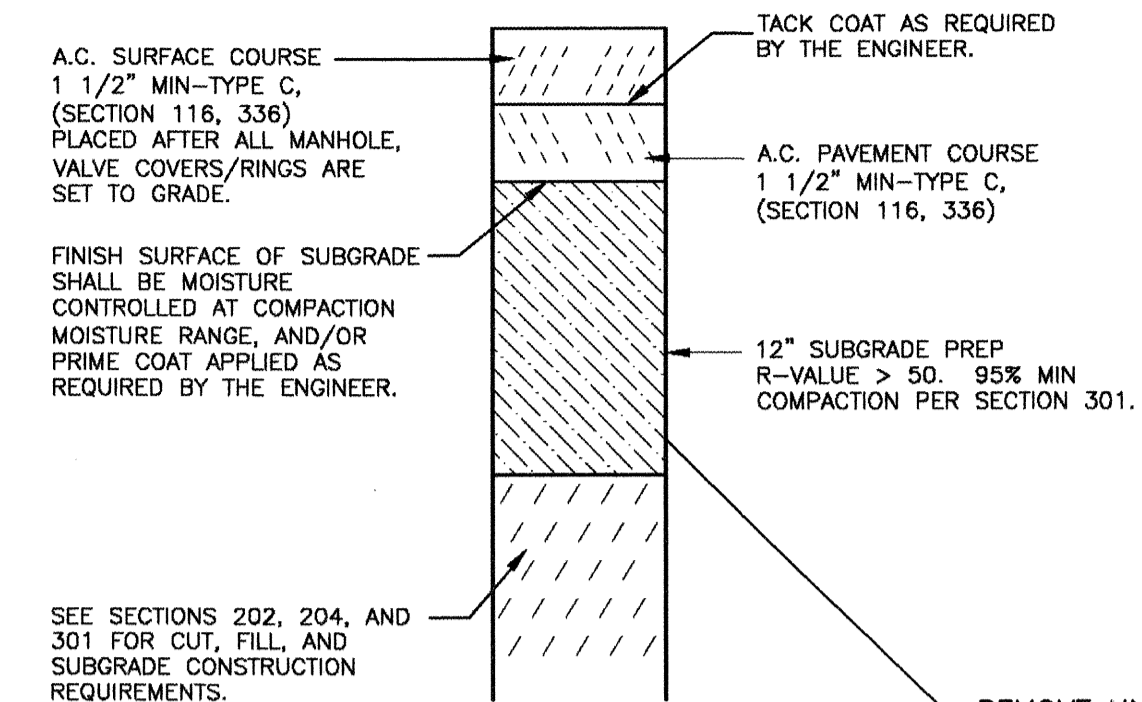 A.C. SURFACE COURSE
1 1/2" MIN-TYPE C,
(SECTION 116, 336)
PLACED AFTER ALL MANHOLE,
VALVE COVERS/RINGS ARE
SET TO GRADE.
TACK COAT AS REQUIRED
BY THE ENGINEER.
A.C. PAVEMENT COURSE
1 1/2" MIN-TYPE C,
(SECTION 116, 336)
FINISH SURFACE OF SUBGRADE
SHALL BE MOISTURE
CONTROLLED AT COMPACTION
MOISTURE RANGE, AND/OR
PRIME COAT APPLIED AS
REQUIRED BY THE ENGINEER.
12" SUBGRADE PREP
R-VALUE > 50. 95% MIN
COMPACTION PER SECTION 301.
SEE SECTIONS 202, 204, AND
301 FOR CUT, FILL, AND
SUBGRADE CONSTRUCTION
REQUIREMENTS.